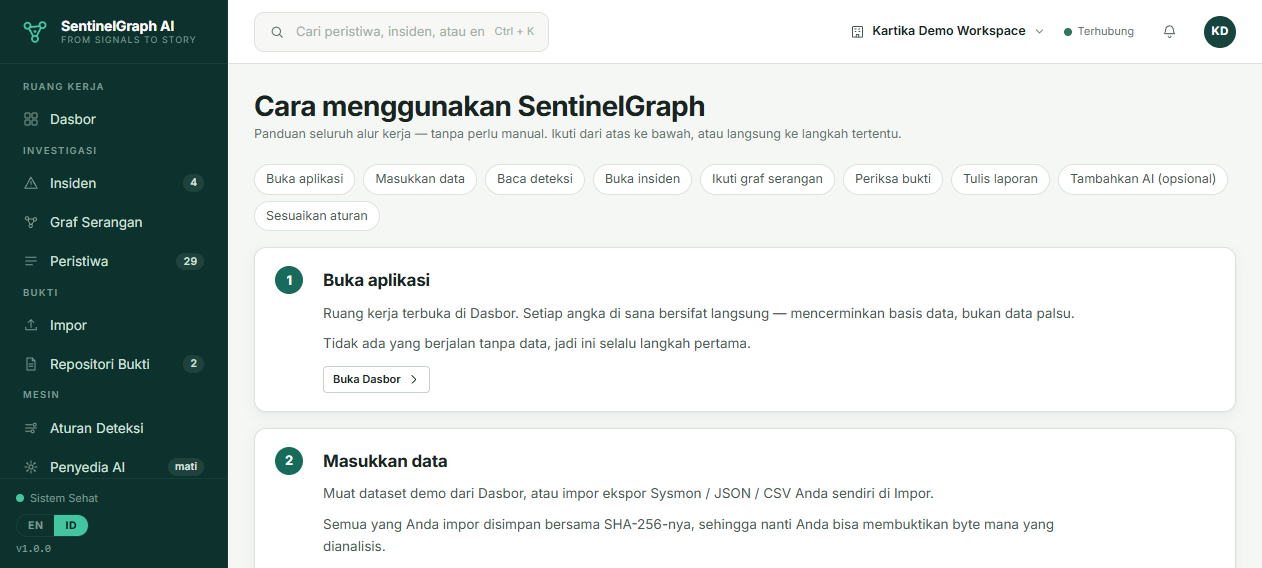 SentinelGraph AI
FROM SIGNALS TO STORY
Cari peristiwa, insiden, atau en
Ctrl + K
Kartika Demo Workspace
Terhubung
KD
RUANG KERJA
Dasbor
INVESTIGASI
Insiden 4
Graf Serangan
Peristiwa 29
BUKTI
Impor
Repositori Bukti 2
MESIN
Aturan Deteksi
Penyedia AI mati
Sistem Sehat
EN ID
v1.0.0
Cara menggunakan SentinelGraph
Panduan seluruh alur kerja — tanpa perlu manual. Ikuti dari atas ke bawah, atau langsung ke langkah tertentu.
Buka aplikasi Masukkan data Baca deteksi Buka insiden Ikuti graf serangan Periksa bukti Tulis laporan Tambahkan AI (opsional)
Sesuaikan aturan
1 Buka aplikasi
Ruang kerja terbuka di Dasbor. Setiap angka di sana bersifat langsung — mencerminkan basis data, bukan data palsu.
Tidak ada yang berjalan tanpa data, jadi ini selalu langkah pertama.
Buka Dasbor
2 Masukkan data
Muat dataset demo dari Dasbor, atau impor ekspor Sysmon / JSON / CSV Anda sendiri di Impor.
Semua yang Anda impor disimpan bersama SHA-256-nya, sehingga nanti Anda bisa membuktikan byte mana yang
dianalisis.